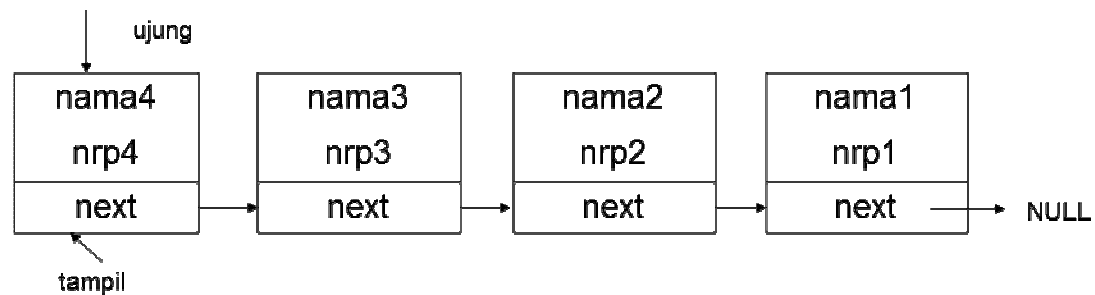 ujung
nama4
nrp4
next
nama3
nrp3
next
nama2
nrp2
next
nama1
nrp1
next
NULL
tampil